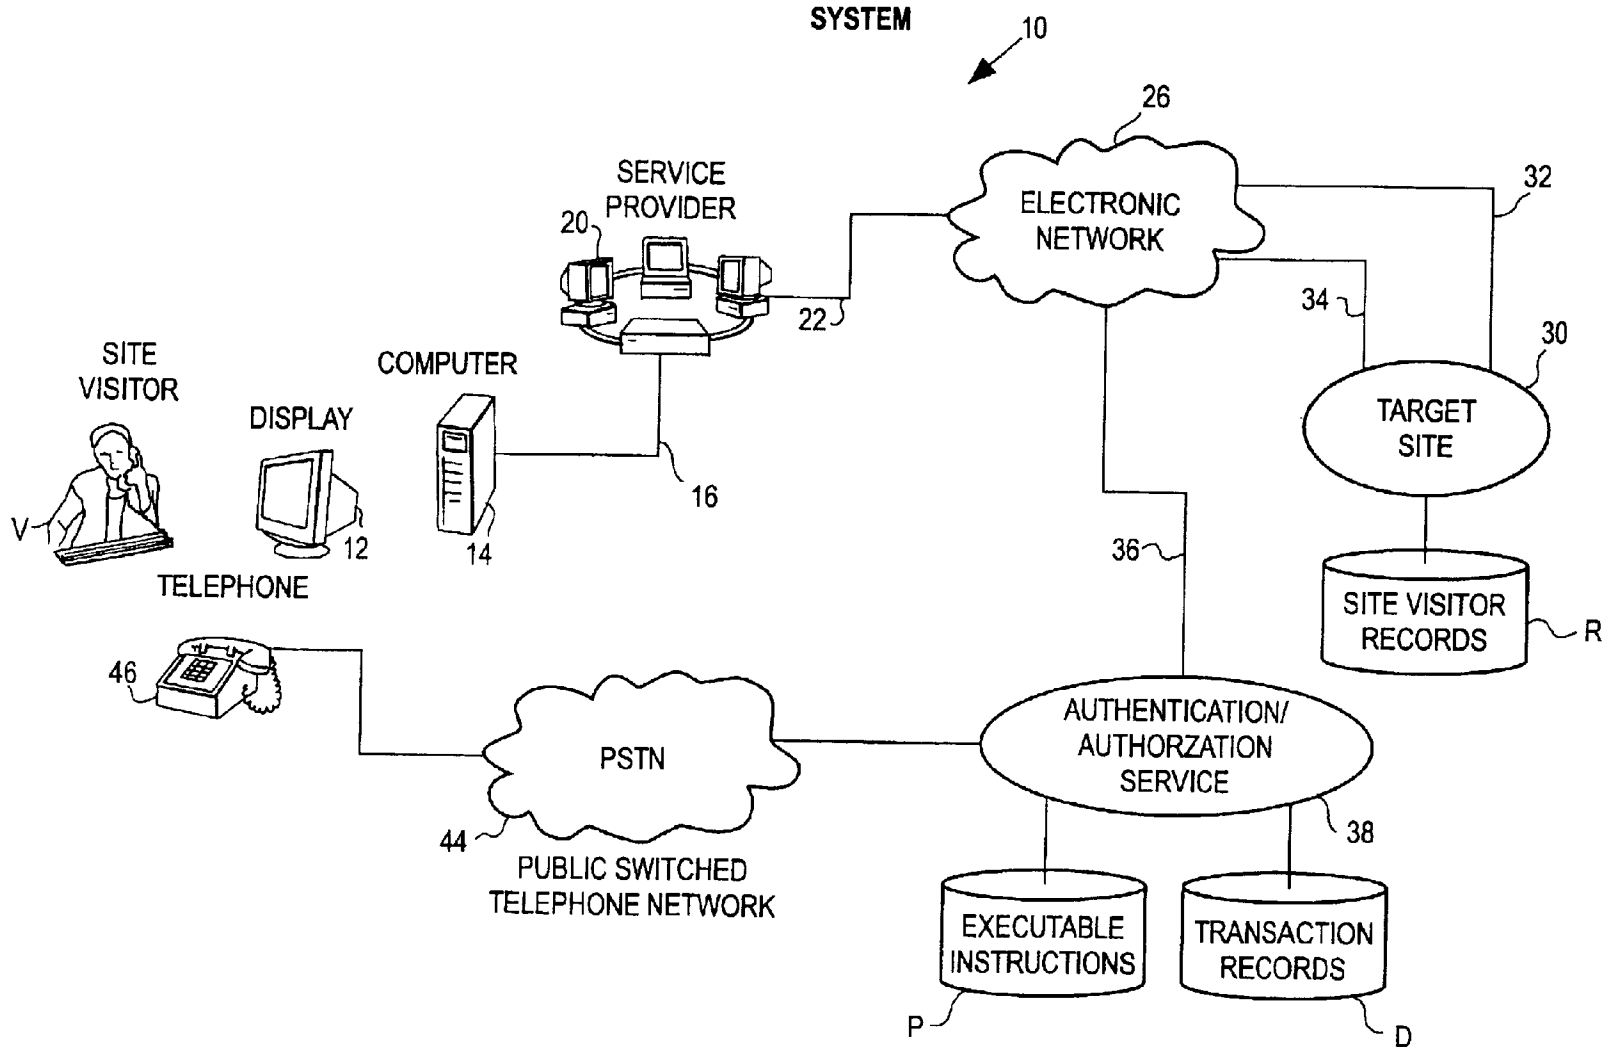 SYSTEM
10
26
SERVICE
PROVIDER
20
22
ELECTRONIC
NETWORK
32
34
30
TARGET
SITE
SITE
VISITOR
DISPLAY
COMPUTER
V
12
14
16
36
SITE VISITOR
RECORDS
R
TELEPHONE
46
PSTN
44
PUBLIC SWITCHED
TELEPHONE NETWORK
AUTHENTICATION/
AUTHORZATION
SERVICE
38
EXECUTABLE
INSTRUCTIONS
P
TRANSACTION
RECORDS
D